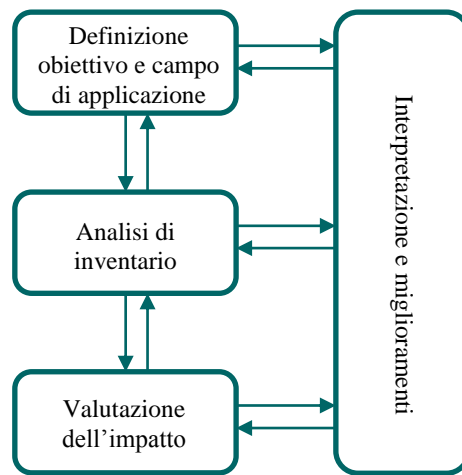 Definizione
obiettivo e campo
di applicazione
Analisi di
inventario
Valutazione
dell’impatto
Interpretazione e miglioramenti